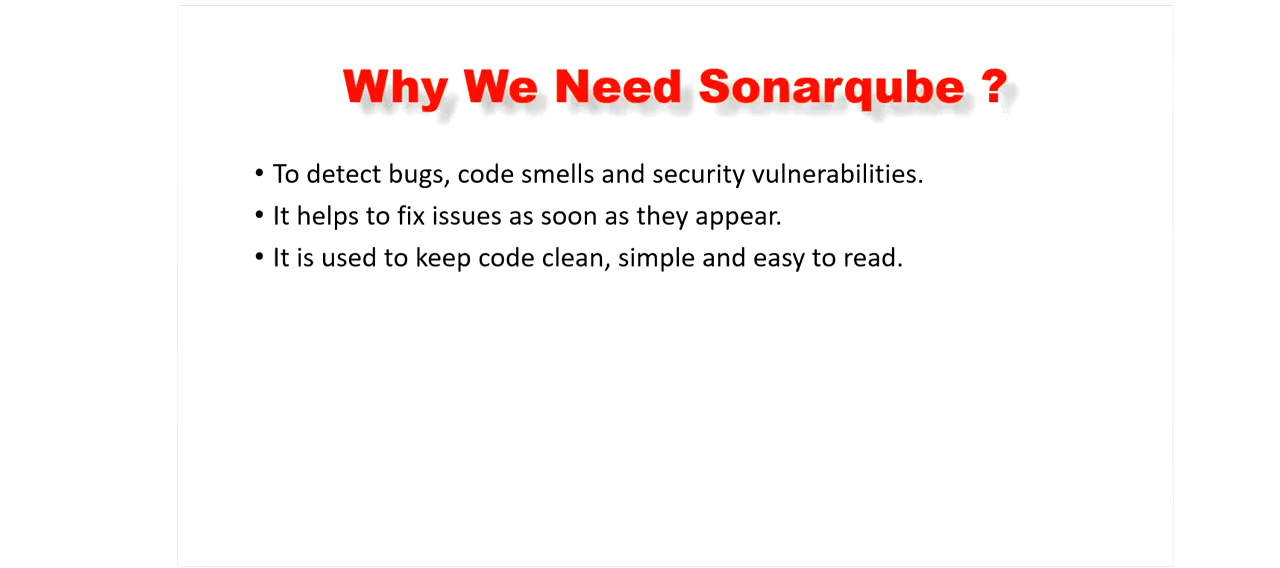 Why We Need Sonarqube ?
• To detect bugs, code smells and security vulnerabilities.
• It helps to fix issues as soon as they appear.
• It is used to keep code clean, simple and easy to read.